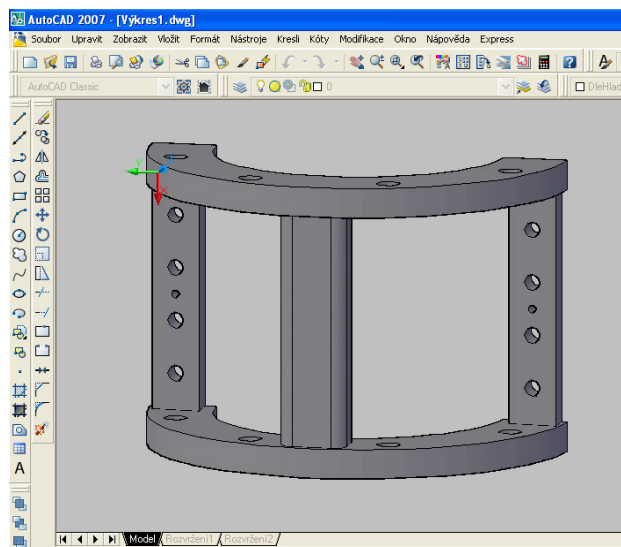 AutoCAD 2007 - [Výkres1.dwg]
Soubor Upravit Zobrazit Vložit Formát Nástroje Kresli Kóty Modifikace Okno Nápověda Express
AutoCAD Classic 0 DleHlad
Y
X
A
Model Rozvržení1 Rozvržení2